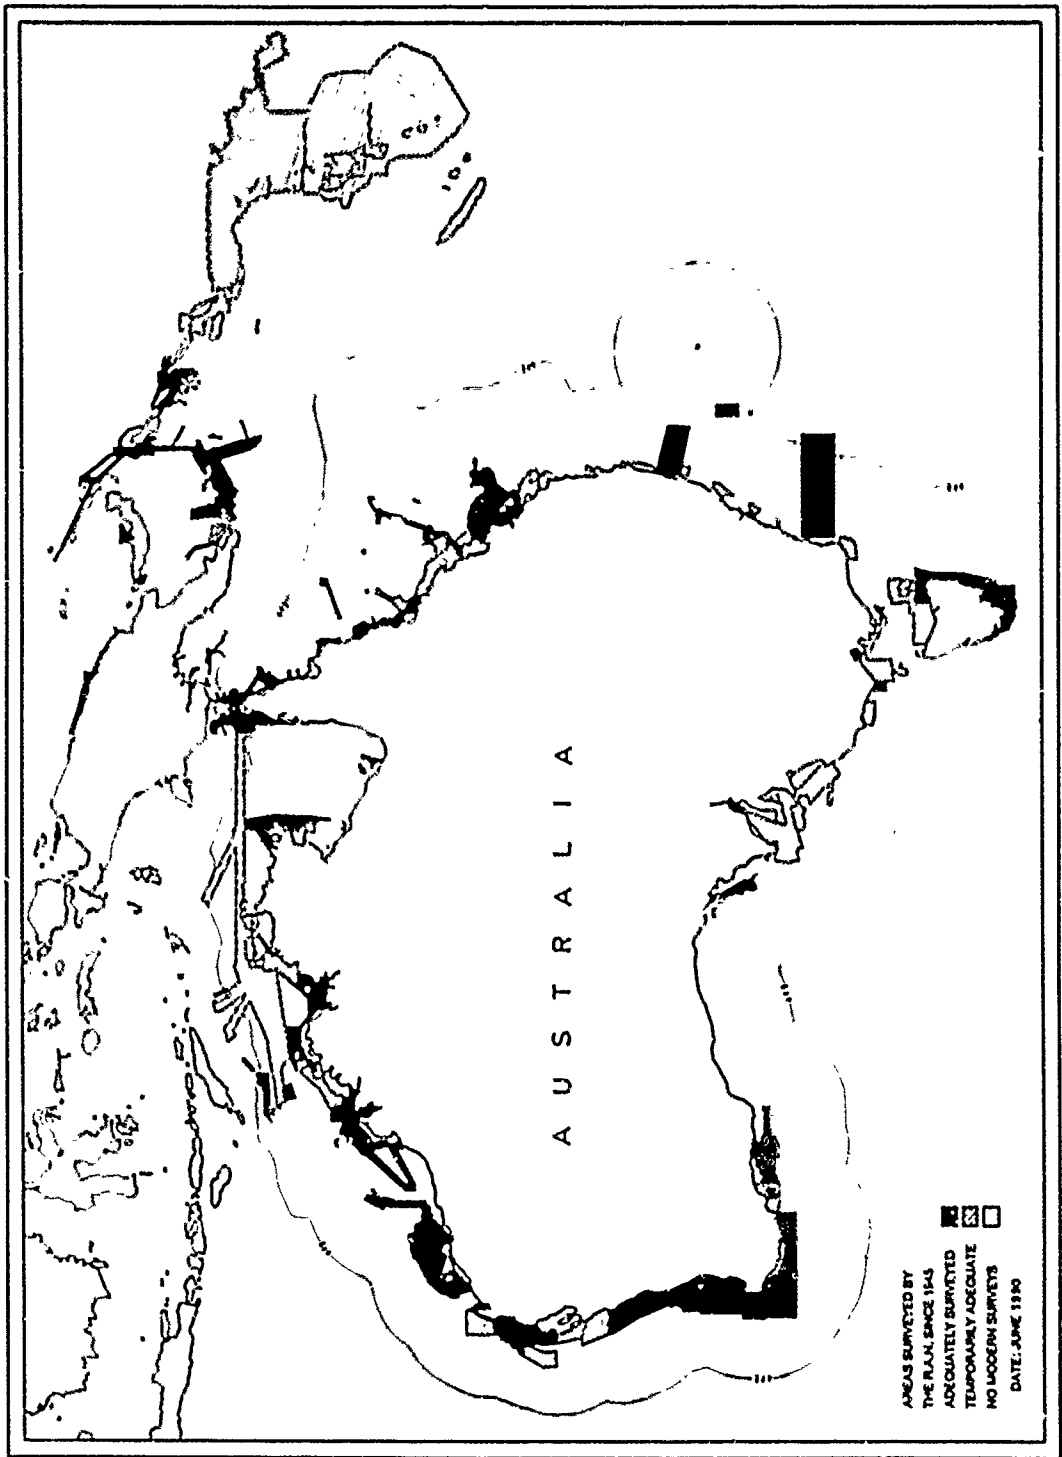 AUSTRALIA
AREAS SURVEYED BY
THE R.A.N. SINCE 1945
ADEQUATELY SURVEYED
TEMPORARILY ADEQUATE
NO MODERN SURVEYS
DATE: JUNE 1990